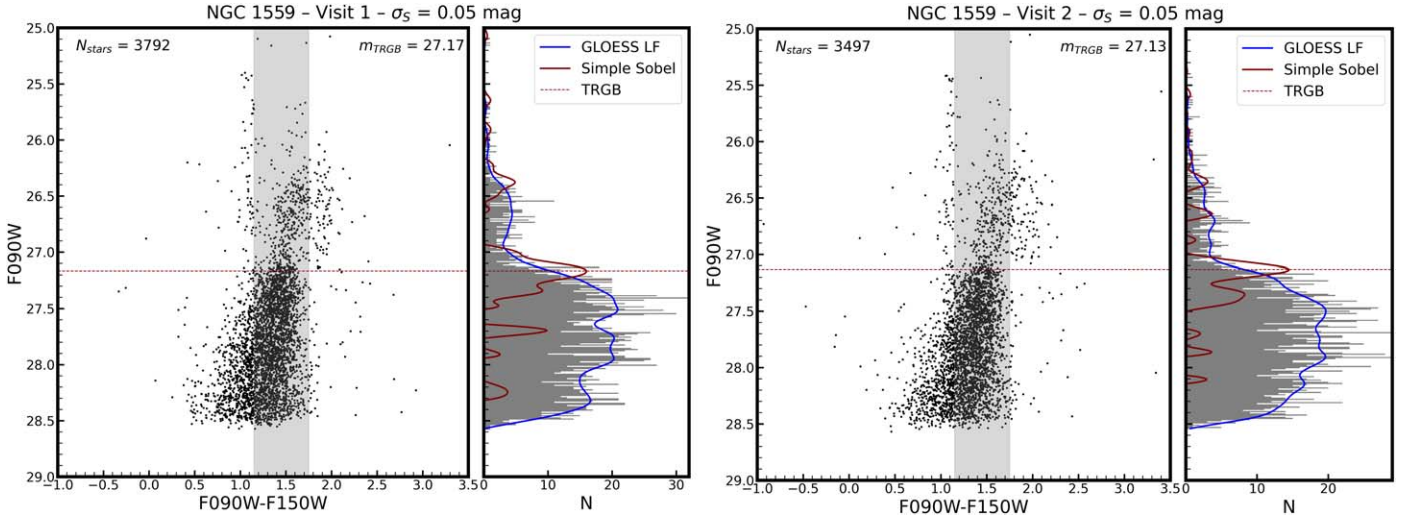 NGC 1559 – Visit 1 – σS = 0.05 mag
Nstars = 3792
mTRGB = 27.17
GLOESS LF
Simple Sobel
TRGB
25.0
25.5
26.0
26.5
27.0
27.5
28.0
28.5
29.0
F090W
-1.0 −0.5 0.0 0.5 1.0 1.5 2.0 2.5 3.0 3.5
F090W-F150W
0 10 20 30
N
NGC 1559 – Visit 2 – σS = 0.05 mag
Nstars = 3497
mTRGB = 27.13
GLOESS LF
Simple Sobel
TRGB
25.0
25.5
26.0
26.5
27.0
27.5
28.0
28.5
29.0
F090W
-1.0 −0.5 0.0 0.5 1.0 1.5 2.0 2.5 3.0 3.5
F090W-F150W
0 10 20
N